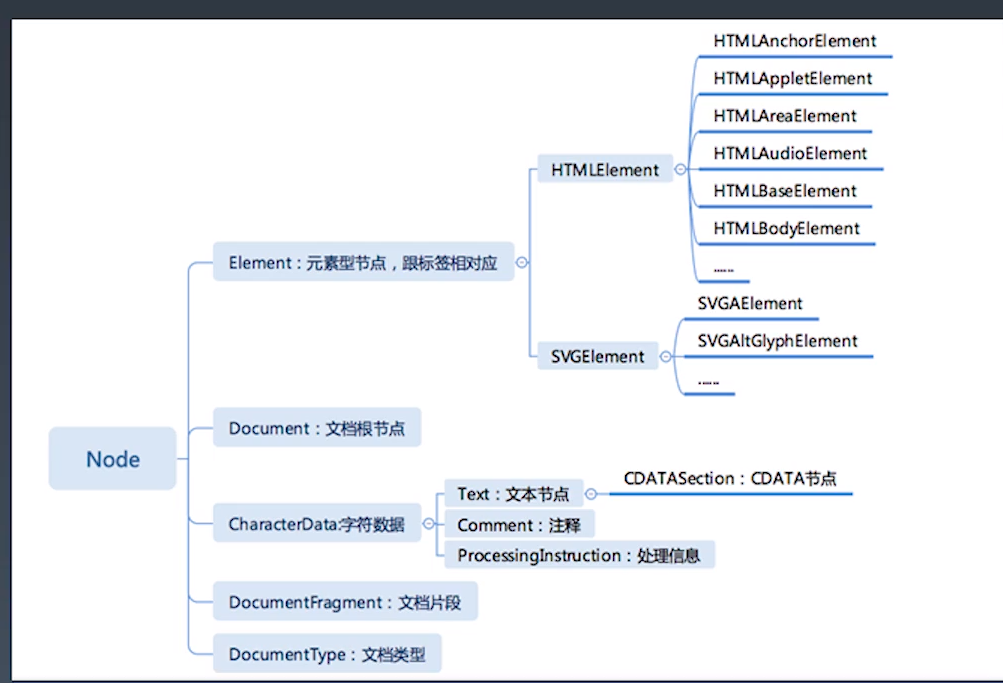 HTMLAnchorElement
HTMLAppletElement
HTMLAreaElement
HTMLAudioElement
HTMLElement
HTMLBaseElement
HTMLBodyElement
Element：元素型节点，跟标签相对应
......
SVGAElement
SVGAltGlyphElement
SVGElement
......
Document：文档根节点
Node
CDATASection：CDATA节点
Text：文本节点
CharacterData:字符数据
Comment：注释
ProcessingInstruction：处理信息
DocumentFragment：文档片段
DocumentType：文档类型